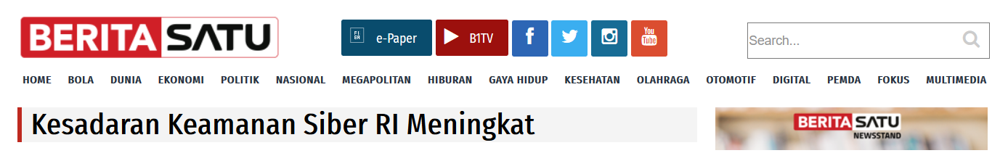 BERITA SATU
e-Paper
B1TV
f
You
Tube
Search...
HOME BOLA DUNIA EKONOMI POLITIK NASIONAL MEGAPOLITAN HIBURAN GAYA HIDUP KESEHATAN OLAHRAGA OTOMOTIF DIGITAL PEMDA FOKUS MULTIMEDIA
Kesadaran Keamanan Siber RI Meningkat
BERITA SATU
NEWSSTAND